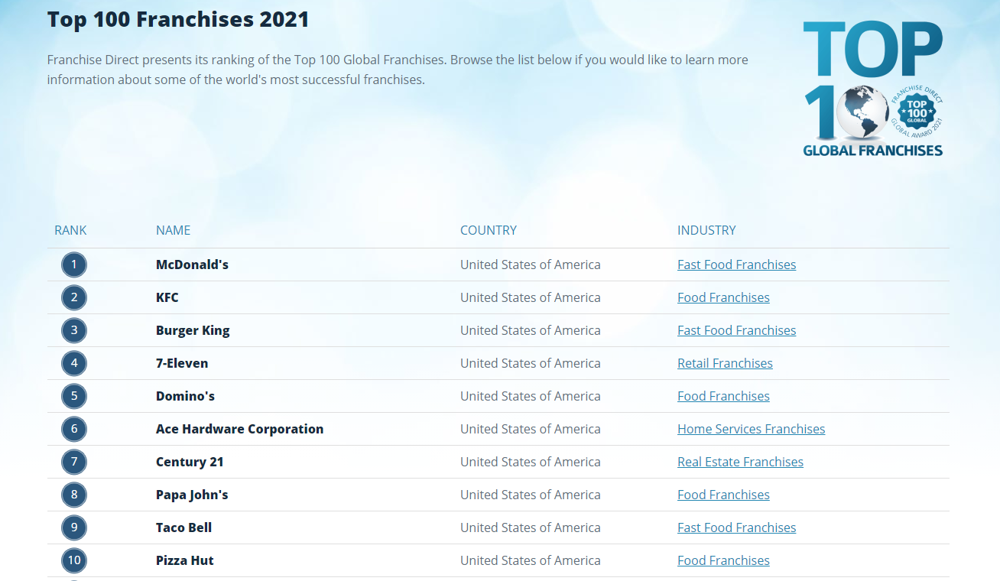 Top 100 Franchises 2021
Franchise Direct presents its ranking of the Top 100 Global Franchises. Browse the list below if you would like to learn more
information about some of the world's most successful franchises.
TOP
100
FRANCHISE DIRECT
TOP
100
GLOBAL
GLOBAL AWARD 2021
GLOBAL FRANCHISES
RANK NAME COUNTRY INDUSTRY
1 McDonald's United States of America Fast Food Franchises
2 KFC United States of America Food Franchises
3 Burger King United States of America Fast Food Franchises
4 7-Eleven United States of America Retail Franchises
5 Domino's United States of America Food Franchises
6 Ace Hardware Corporation United States of America Home Services Franchises
7 Century 21 United States of America Real Estate Franchises
8 Papa John's United States of America Food Franchises
9 Taco Bell United States of America Fast Food Franchises
10 Pizza Hut United States of America Food Franchises